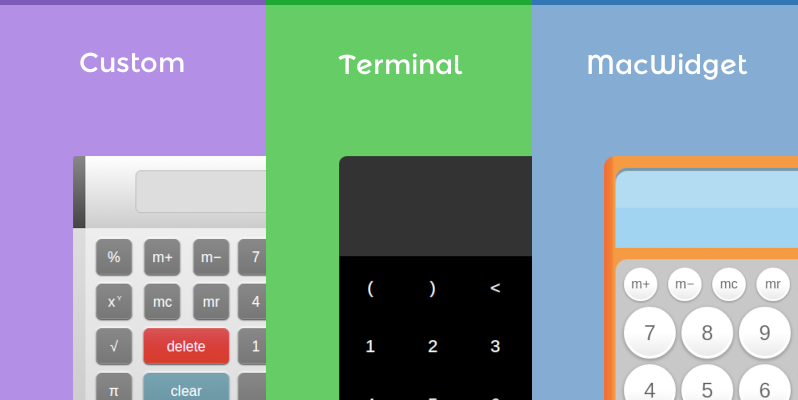 Custom
Terminal
MacWidget
% m+ m− 7
xʸ mc mr 4
√ delete 1
π clear
( ) <
1 2 3
m+ m− mc mr
7 8 9
4 5 6